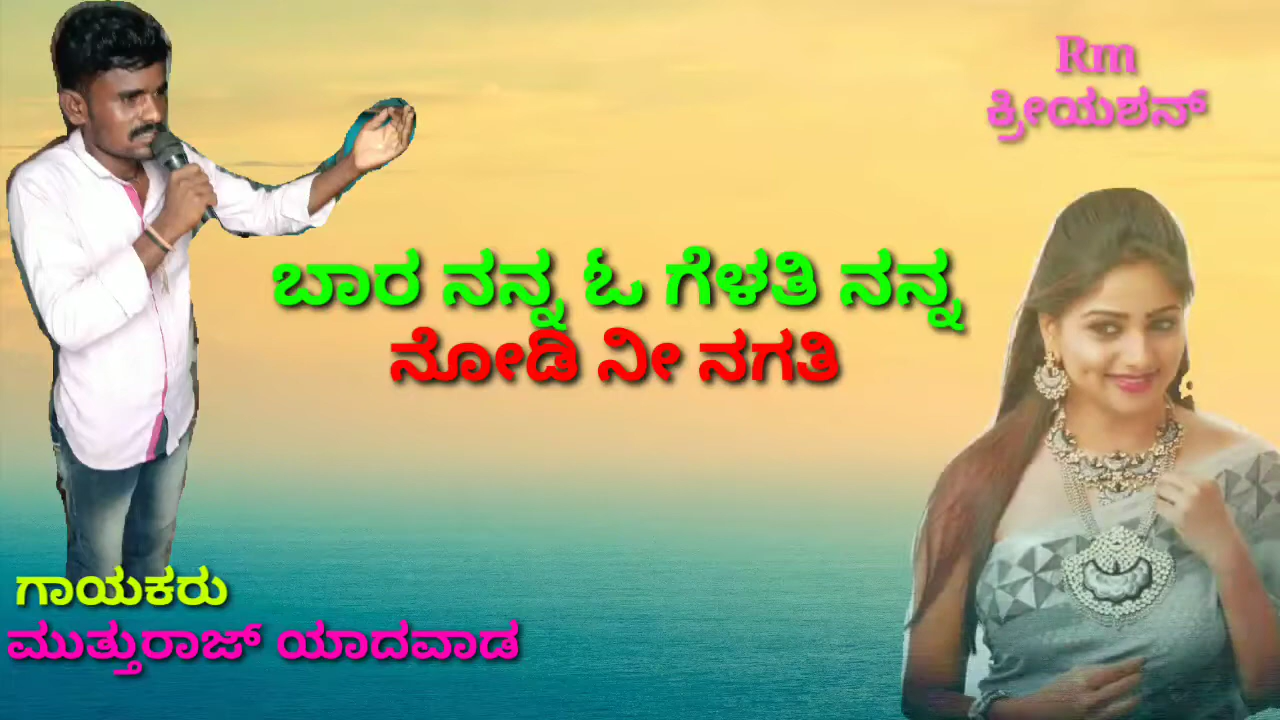 Rm
ಕ್ರೀಯಶನ್
ಬಾರ ನನ್ನ ಓ ಗೆಳತಿ ನನ್ನ
ನೋಡಿ ನೀ ನಗತಿ
ಗಾಯಕರು
ಮುತ್ತುರಾಜ್ ಯಾದವಾಡ